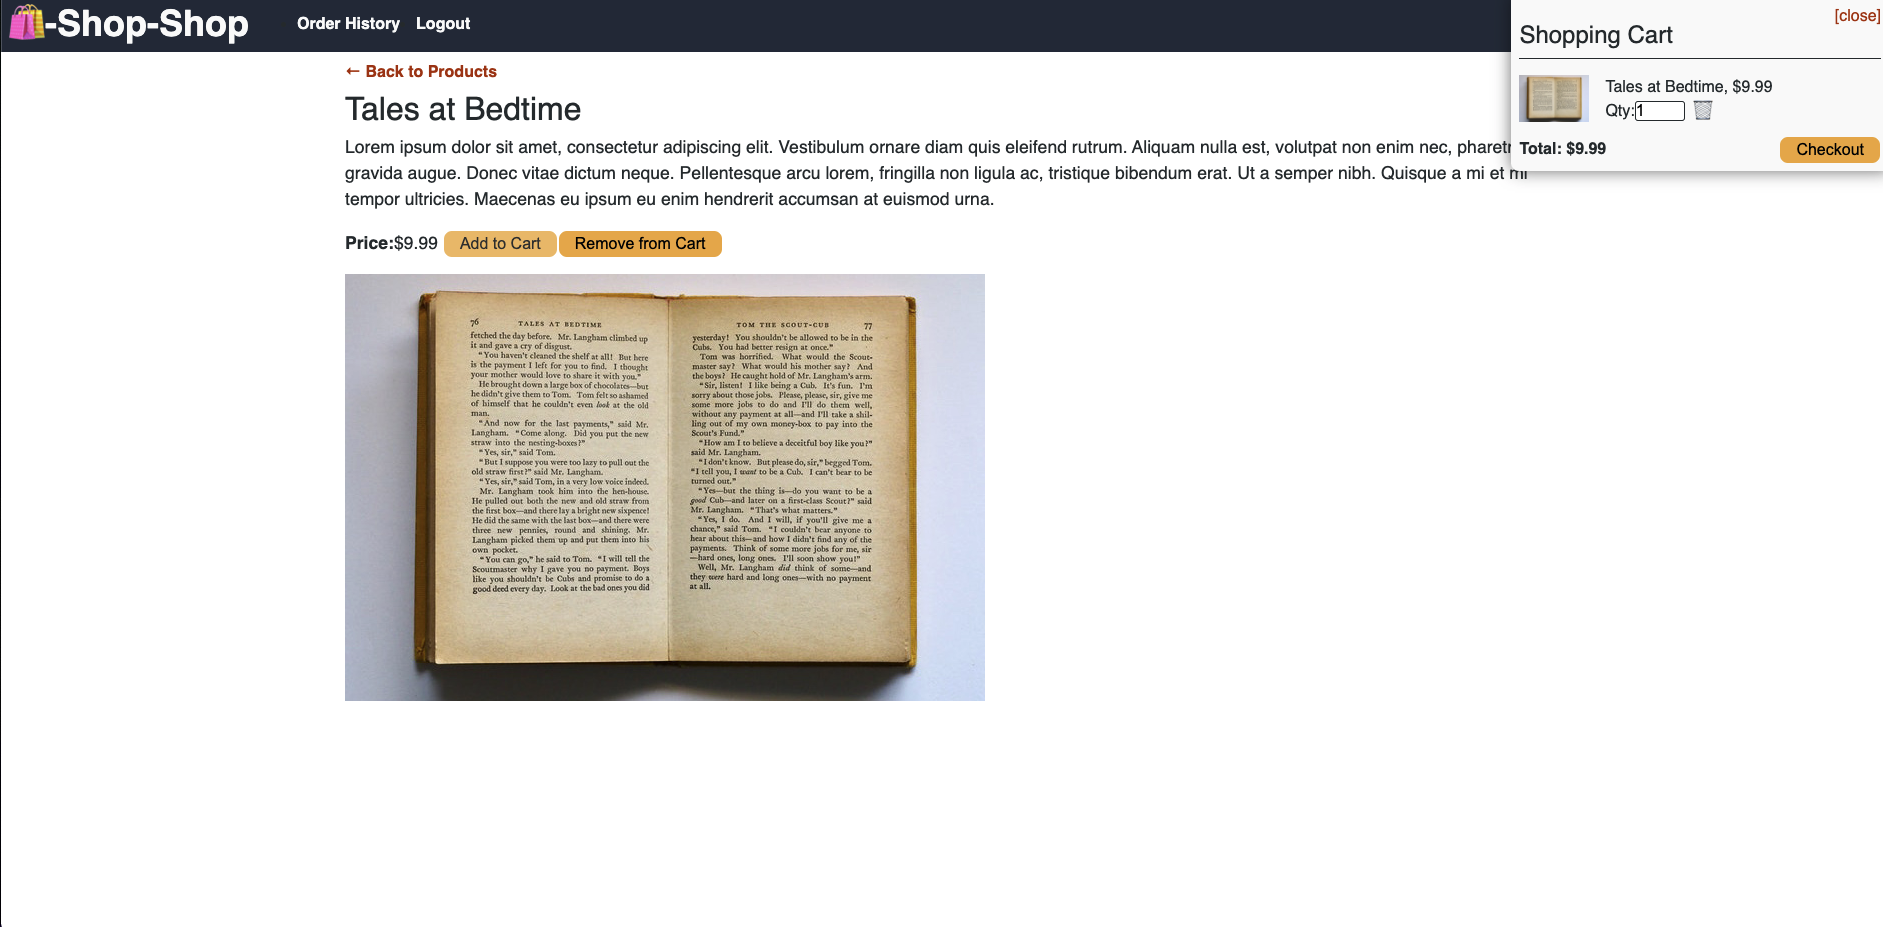 -Shop-Shop
Order History
Logout
[close]
Shopping Cart
Tales at Bedtime, $9.99
Qty:1
Total: $9.99
Checkout
← Back to Products
Tales at Bedtime
Lorem ipsum dolor sit amet, consectetur adipiscing elit. Vestibulum ornare diam quis eleifend rutrum. Aliquam nulla est, volutpat non enim nec, pharetr
gravida augue. Donec vitae dictum neque. Pellentesque arcu lorem, fringilla non ligula ac, tristique bibendum erat. Ut a semper nibh. Quisque a mi et mi
tempor ultricies. Maecenas eu ipsum eu enim hendrerit accumsan at euismod urna.
Price:$9.99
Add to Cart
Remove from Cart
76 TALES AT BEDTIME
fetched the day before. Mr. Langham climbed up
it and gave a cry of disgust.
“You haven't cleaned the shelf at all! But here
is the payment I left for you to find. I thought
your mother would love to share it with you.”
He brought down a large box of chocolates—but
he didn't give them to Tom. Tom felt so ashamed
of himself that he couldn't even look at the old
man.
“And now for the last payments,” said Mr.
Langham. “Come along. Did you put the new
straw into the nesting-boxes?”
“Yes, sir,” said Tom.
“But I suppose you were too lazy to pull out the
old straw first?” said Mr. Langham.
“Yes, sir,” said Tom, in a very low voice indeed.
Mr. Langham took him into the hen-house.
He pulled out both the new and old straw from
the first box—and there lay a bright new sixpence!
He did the same with the last box—and there were
three new pennies, round and shining. Mr.
Langham picked them up and put them into his
own pocket.
“You can go,” he said to Tom. “I will tell the
Scoutmaster why I gave you no payment. Boys
like you shouldn't be Cubs and promise to do a
good deed every day. Look at the bad ones you did
TOM THE SCOUT-CUB 77
yesterday! You shouldn't be allowed to be in the
Cubs. You had better resign at once.”
Tom was horrified. What would the Scout-
master say? What would his mother say? And
the boys? He caught hold of Mr. Langham's arm.
“Sir, listen! I like being a Cub. It's fun. I'm
sorry about those jobs. Please, please, sir, give me
some more jobs to do and I'll do them well,
without any payment at all—and I'll take a shil-
ling out of my own money-box to pay into the
Scout's Fund.”
“How am I to believe a deceitful boy like you?”
said Mr. Langham.
“I don't know. But please do, sir,” begged Tom.
“I tell you, I want to be a Cub. I can't bear to be
turned out.”
“Yes—but the thing is—do you want to be a
good Cub—and later on a first-class Scout?” said
Mr. Langham. “That's what matters.”
“Yes, I do. And I will, if you'll give me a
chance,” said Tom. “I couldn't bear anyone to
hear about this—and how I didn't find any of the
payments. Think of some more jobs for me, sir
—hard ones, long ones. I'll soon show you!”
Well, Mr. Langham did think of some—and
they were hard and long ones—with no payment
at all.